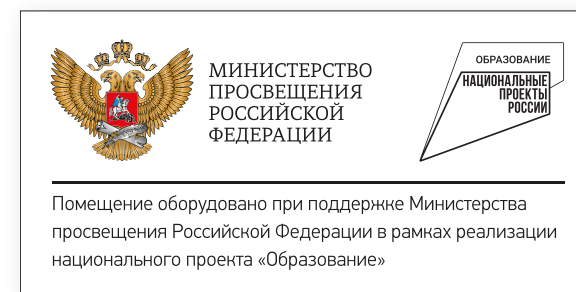 МИНИСТЕРСТВО
ПРОСВЕЩЕНИЯ
РОССИЙСКОЙ
ФЕДЕРАЦИИ
ОБРАЗОВАНИЕ
НАЦИОНАЛЬНЫЕ
ПРОЕКТЫ
РОССИИ
Помещение оборудовано при поддержке Министерства
просвещения Российской Федерации в рамках реализации
национального проекта «Образование»